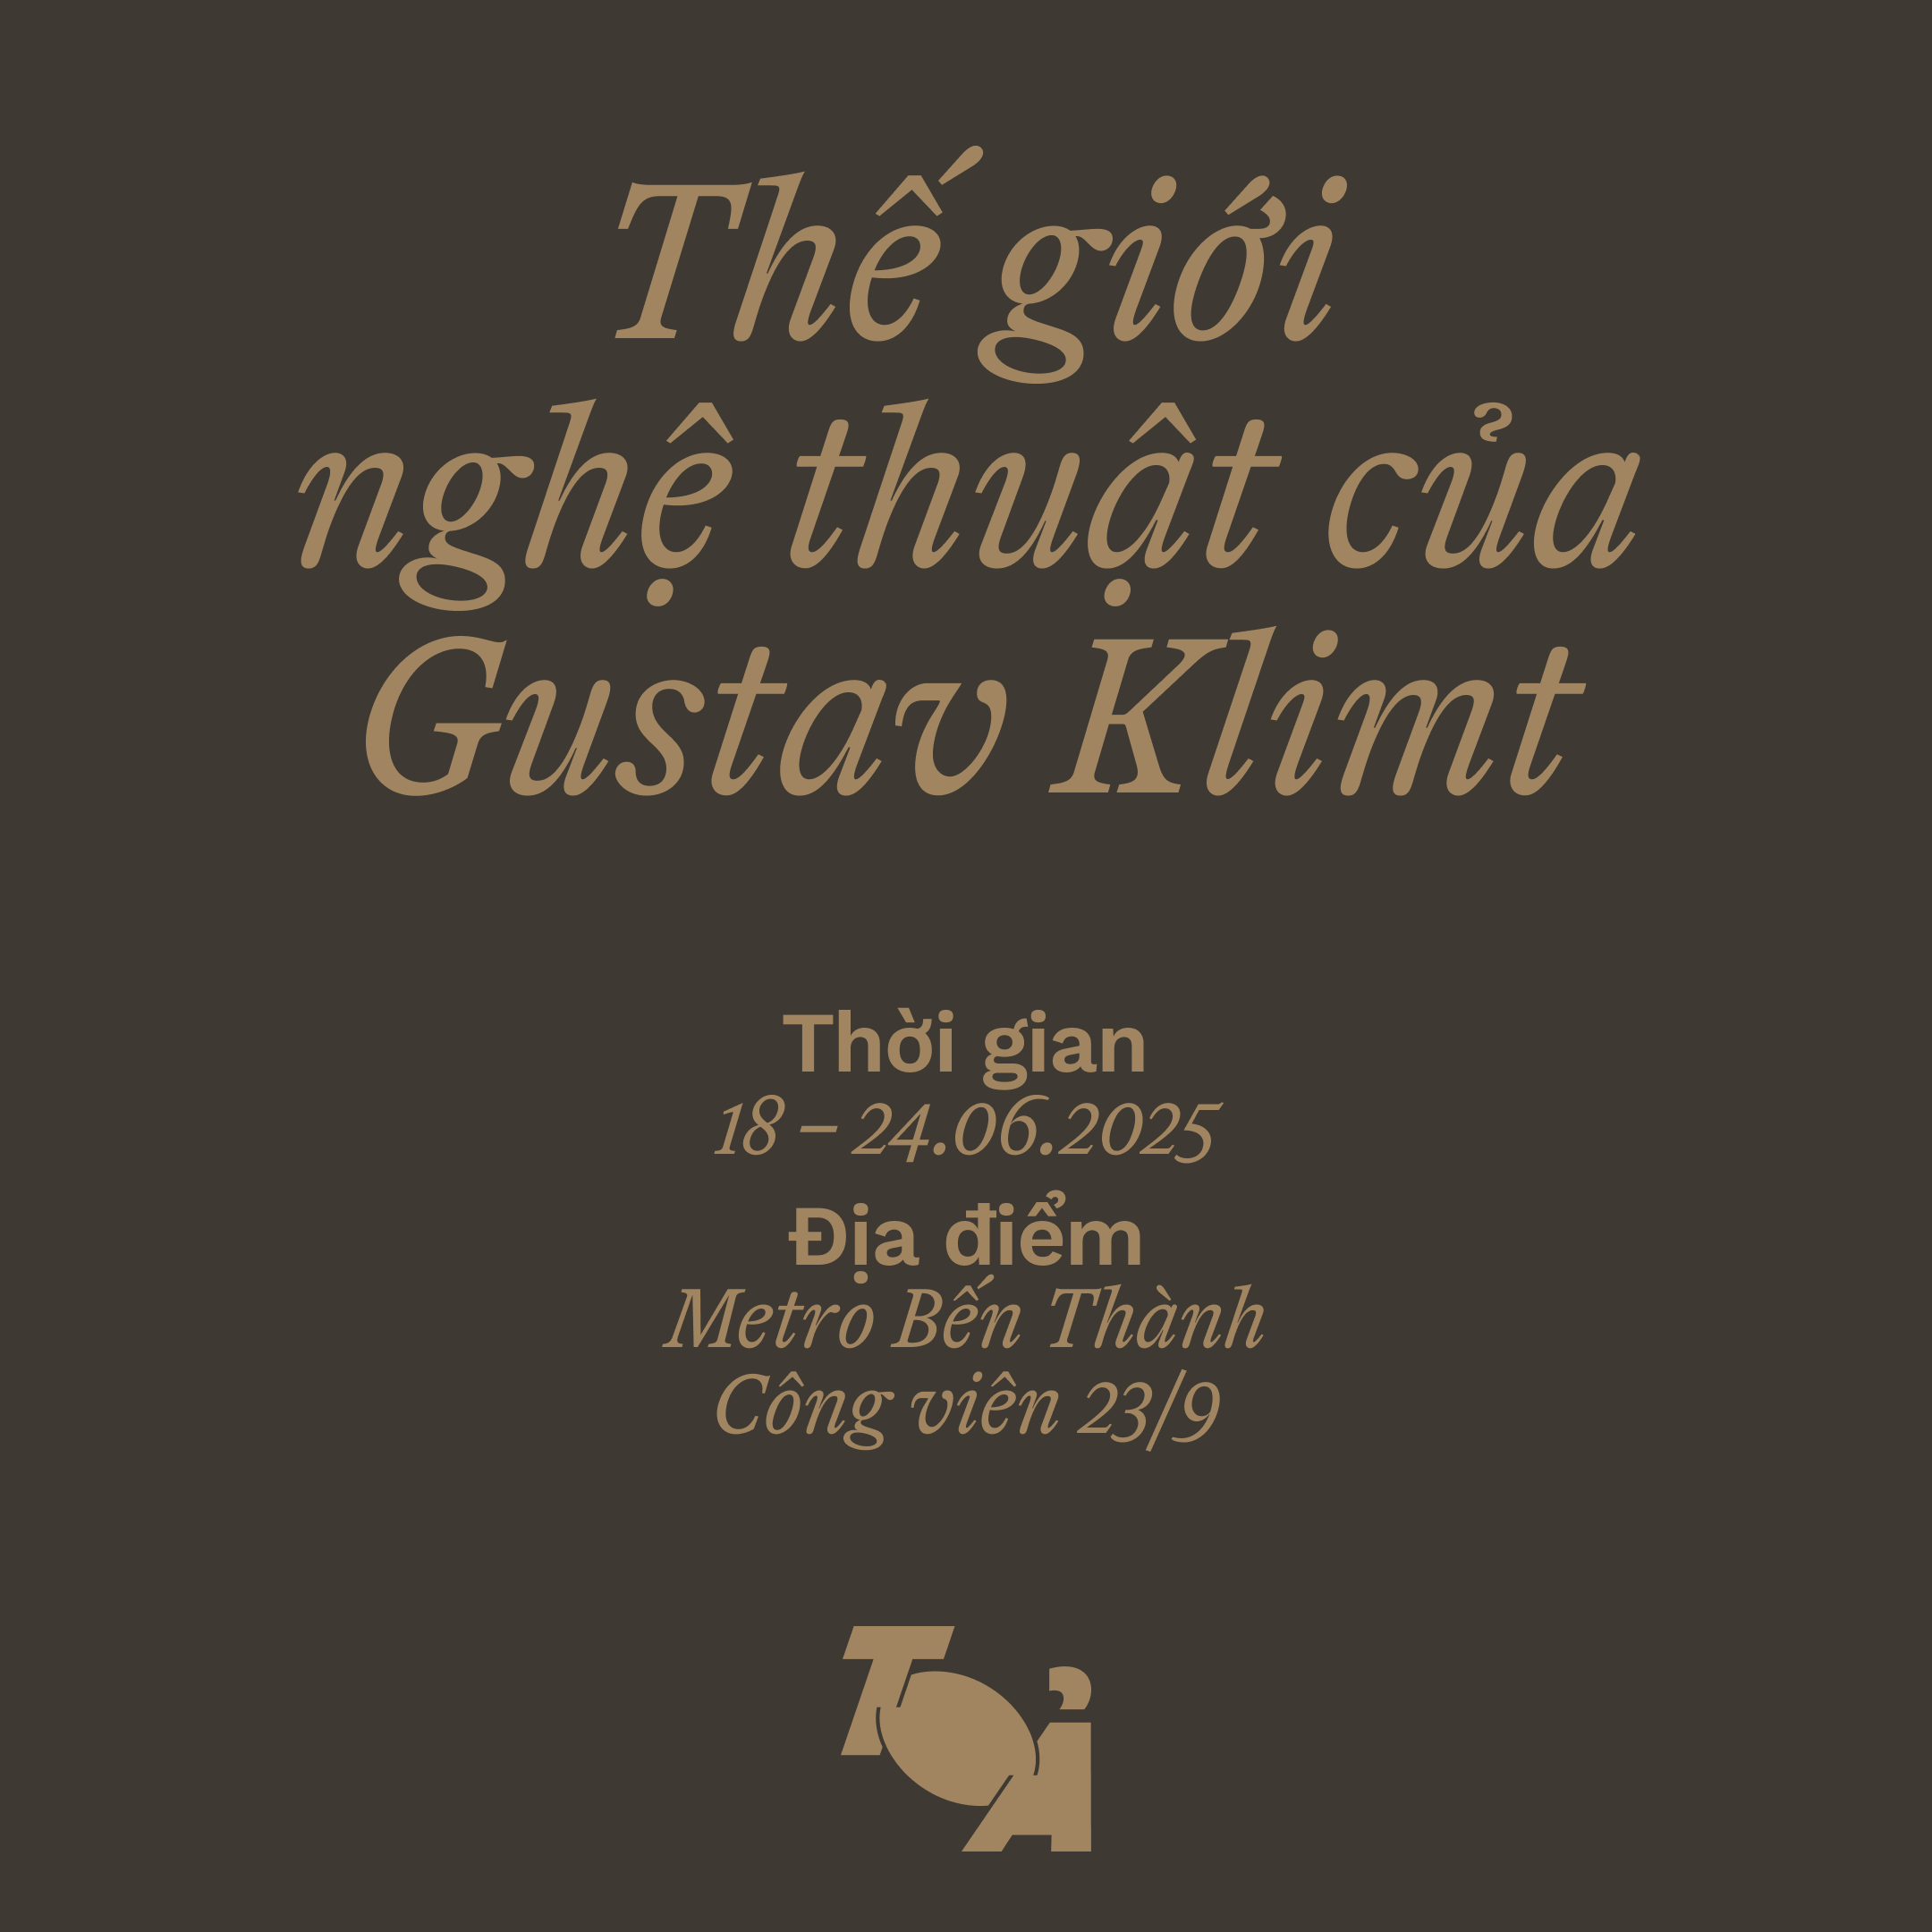 Thế giới
nghệ thuật của
Gustav Klimt
Thời gian
18 – 24.06.2025
Địa điểm
Metro Bến Thành
Công viên 23/9
TOẢ